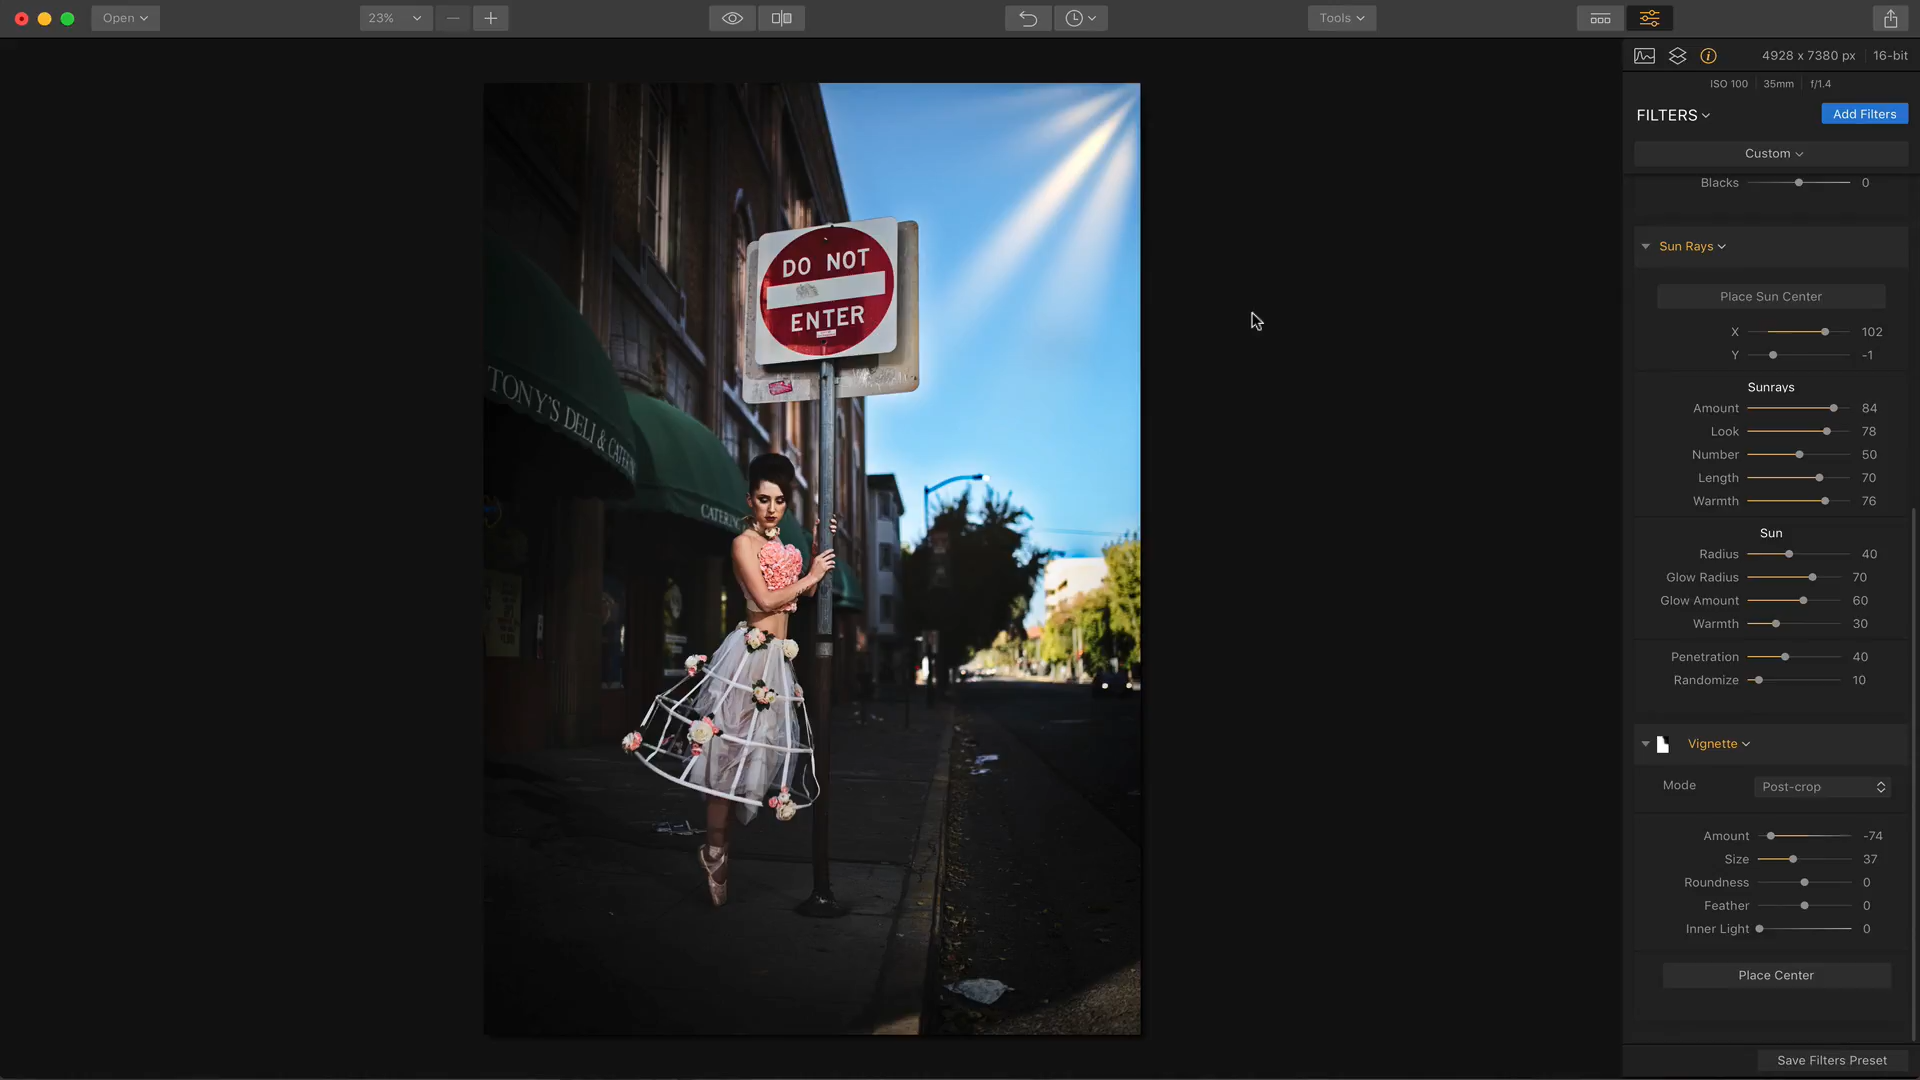 Open
23%
Tools
4928 x 7380 px 16-bit
ISO 100 35mm f/1.4
FILTERS Add Filters
Custom
Blacks 0
Sun Rays
Place Sun Center
X 102
Y -1
Sunrays
Amount 84
Look 78
Number 50
Length 70
Warmth 76
Sun
Radius 40
Glow Radius 70
Glow Amount 60
Warmth 30
Penetration 40
Randomize 10
Vignette
Mode Post-crop
Amount -74
Size 37
Roundness 0
Feather 0
Inner Light 0
Place Center
Save Filters Preset
DO NOT
ENTER
TONY'S DELI &